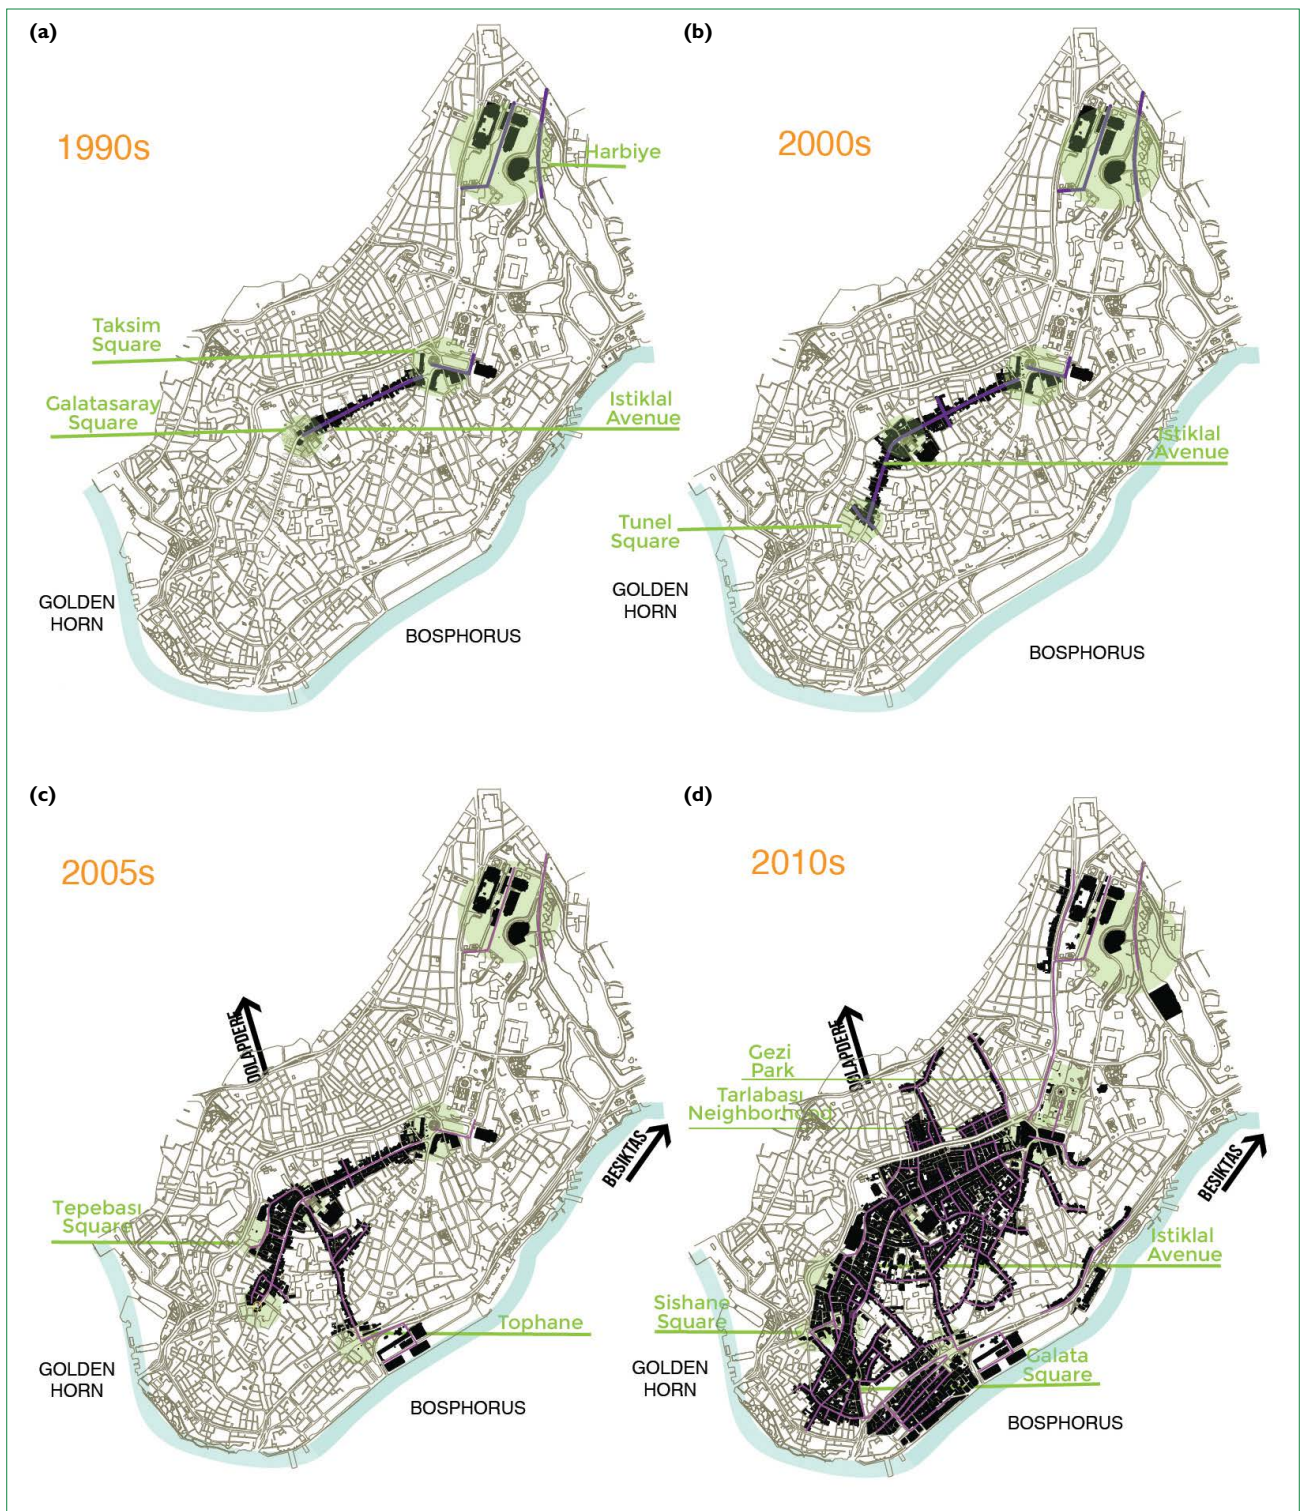 (a)
1990s
Harbiye
Taksim
Square
Galatasaray
Square
Istiklal
Avenue
GOLDEN
HORN
BOSPHORUS
(b)
2000s
Istiklal
Avenue
Tunel
Square
GOLDEN
HORN
BOSPHORUS
(c)
2005s
DOLAPDERE
BESIKTAS
Tepebası
Square
Tophane
GOLDEN
HORN
BOSPHORUS
(d)
2010s
DOLAPDERE
Gezi
Park
Tarlabası
Neighborhood
BESIKTAS
Istiklal
Avenue
Sishane
Square
Galata
Square
GOLDEN
HORN
BOSPHORUS